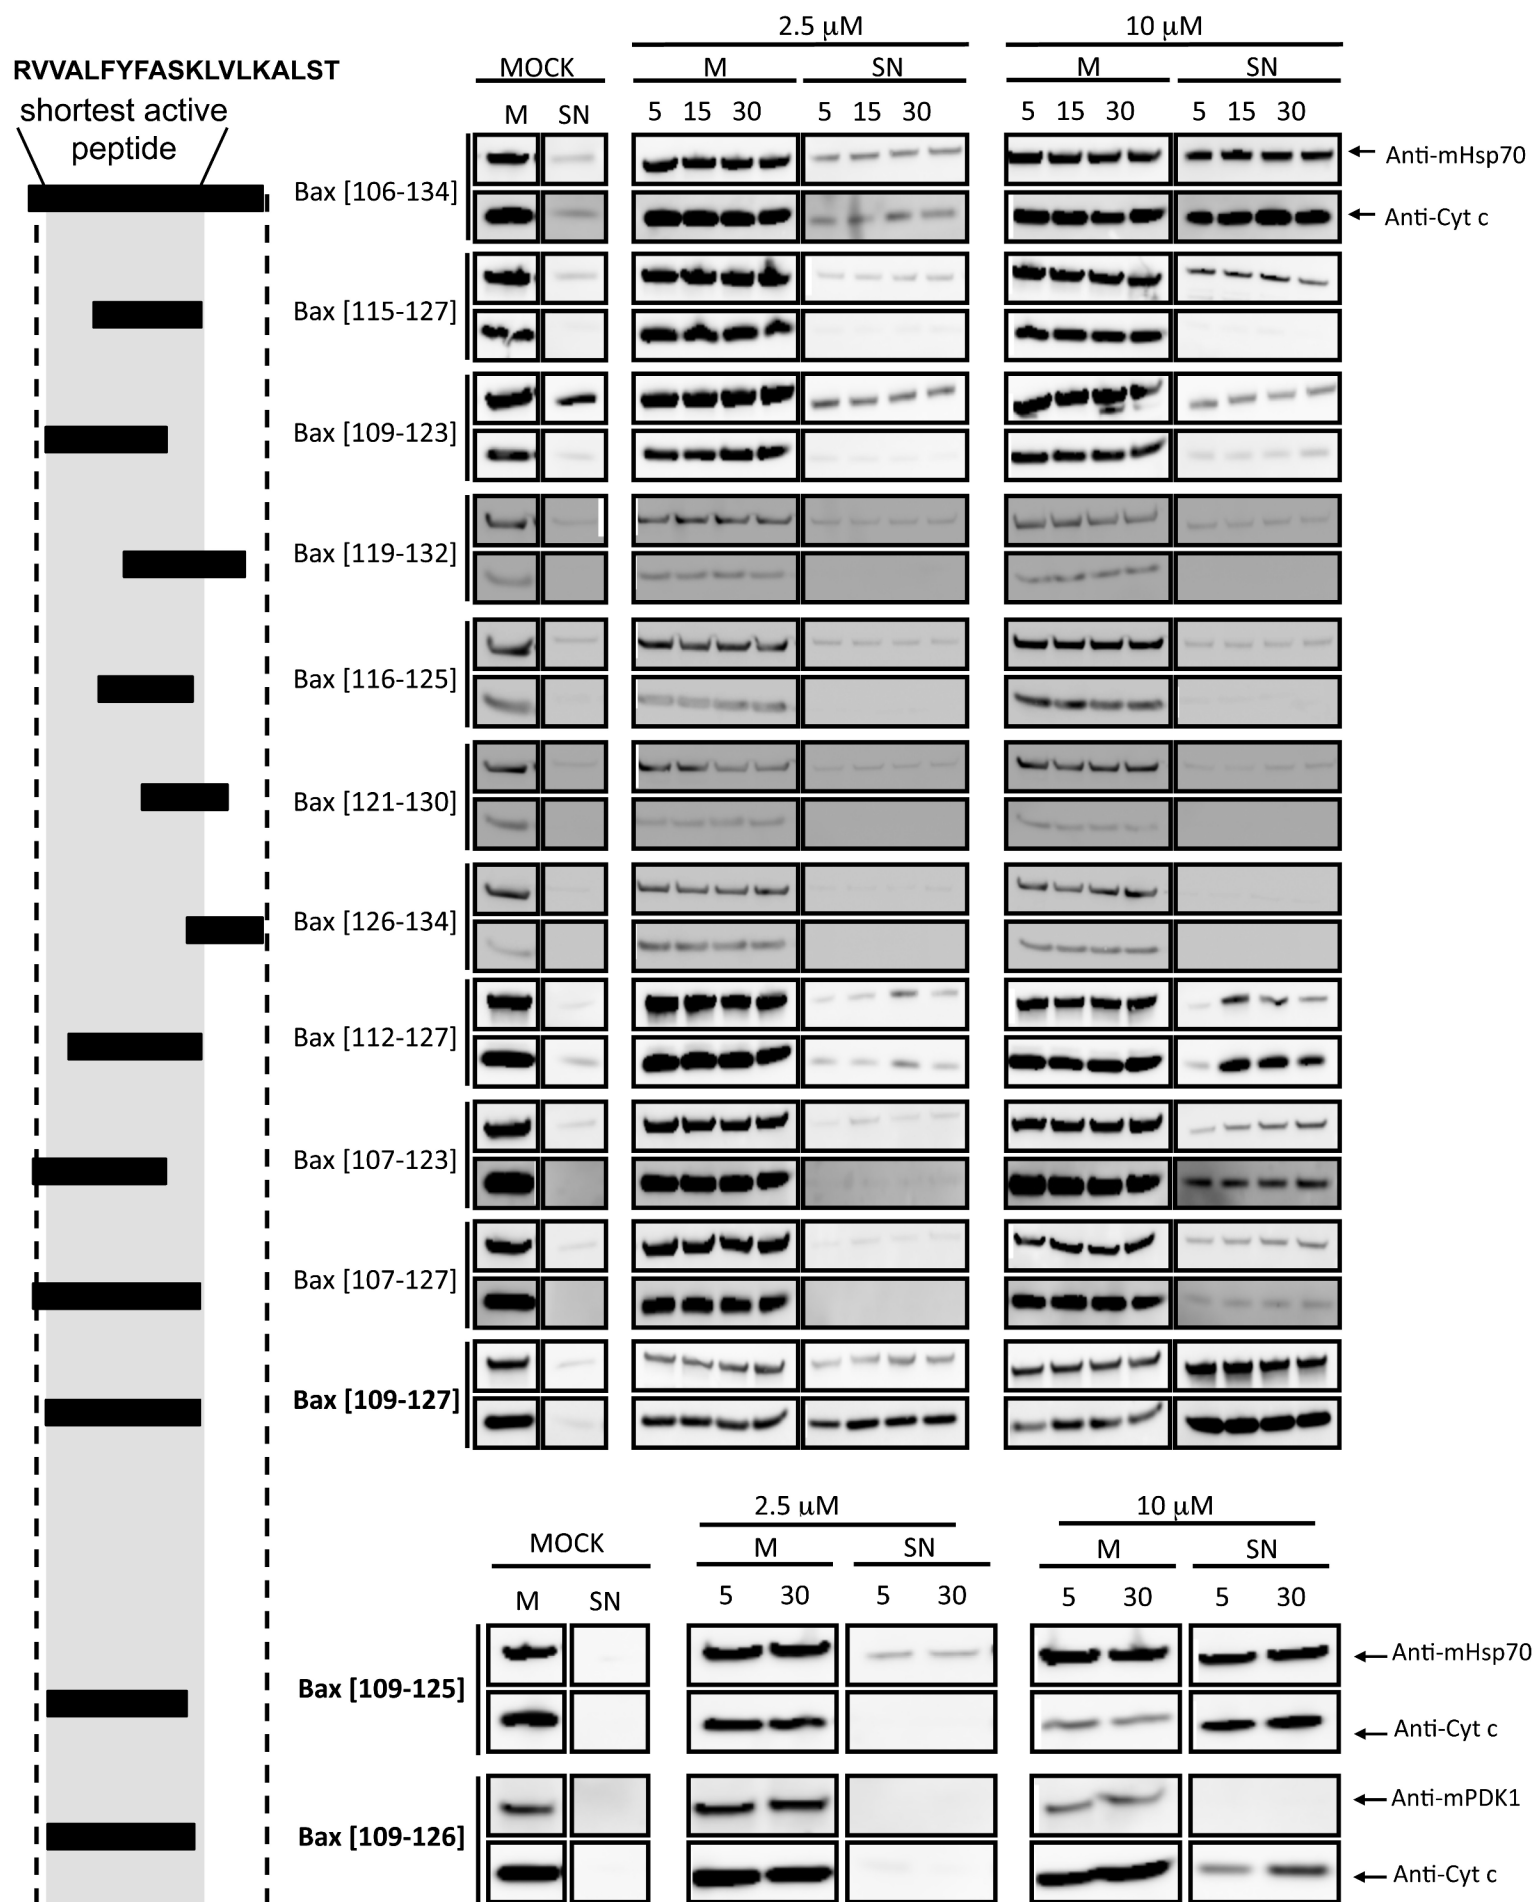 2.5 µM 10 µM
RVVALFYFASKLVLKALST
MOCK M SN M SN
shortest active
peptide
M SN 5 15 30 5 15 30 5 15 30 5 15 30
Bax [106-134] Anti-mHsp70
Anti-Cyt c
Bax [115-127]
Bax [109-123]
Bax [119-132]
Bax [116-125]
Bax [121-130]
Bax [126-134]
Bax [112-127]
Bax [107-123]
Bax [107-127]
Bax [109-127]
2.5 µM 10 µM
MOCK M SN M SN
M SN 5 30 5 30 5 30 5 30
Bax [109-125] Anti-mHsp70
Anti-Cyt c
Bax [109-126] Anti-mPDK1
Anti-Cyt c